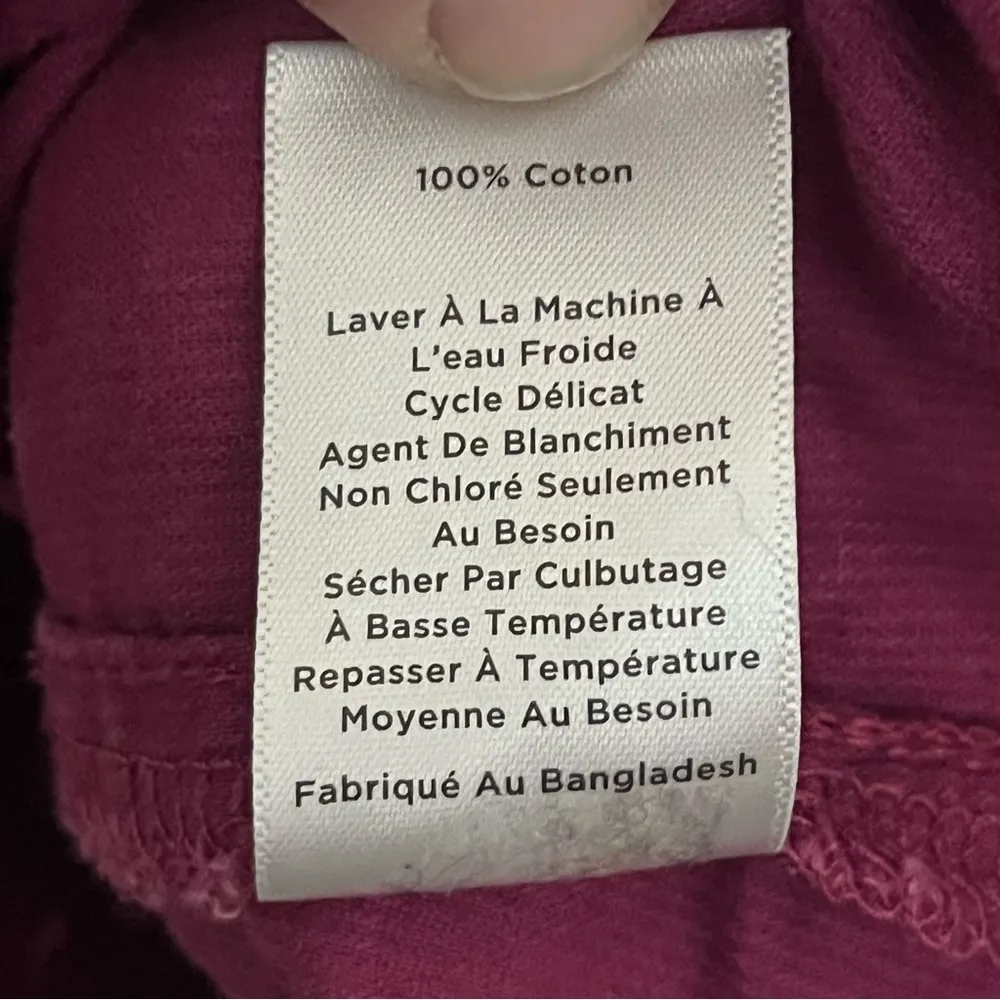 100% Coton
Laver À La Machine À
L'eau Froide
Cycle Délicat
Agent De Blanchiment
Non Chloré Seulement
Au Besoin
Sécher Par Culbutage
À Basse Température
Repasser À Température
Moyenne Au Besoin
Fabriqué Au Bangladesh